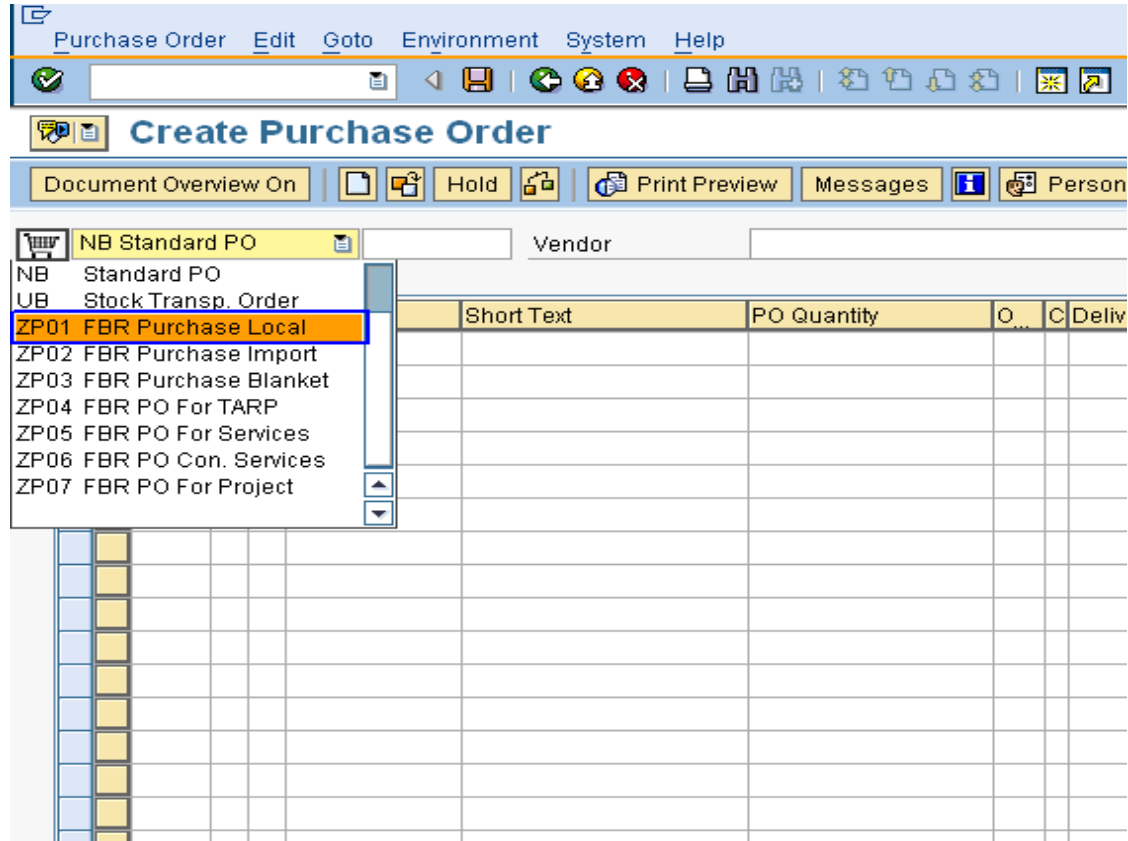 Purchase Order Edit Goto Environment System Help
Create Purchase Order
Document Overview On Hold Print Preview Messages Person
NB Standard PO Vendor
NB Standard PO
UB Stock Transp. Order
Short Text PO Quantity O... C Deliv
ZP01 FBR Purchase Local
ZP02 FBR Purchase Import
ZP03 FBR Purchase Blanket
ZP04 FBR PO For TARP
ZP05 FBR PO For Services
ZP06 FBR PO Con. Services
ZP07 FBR PO For Project